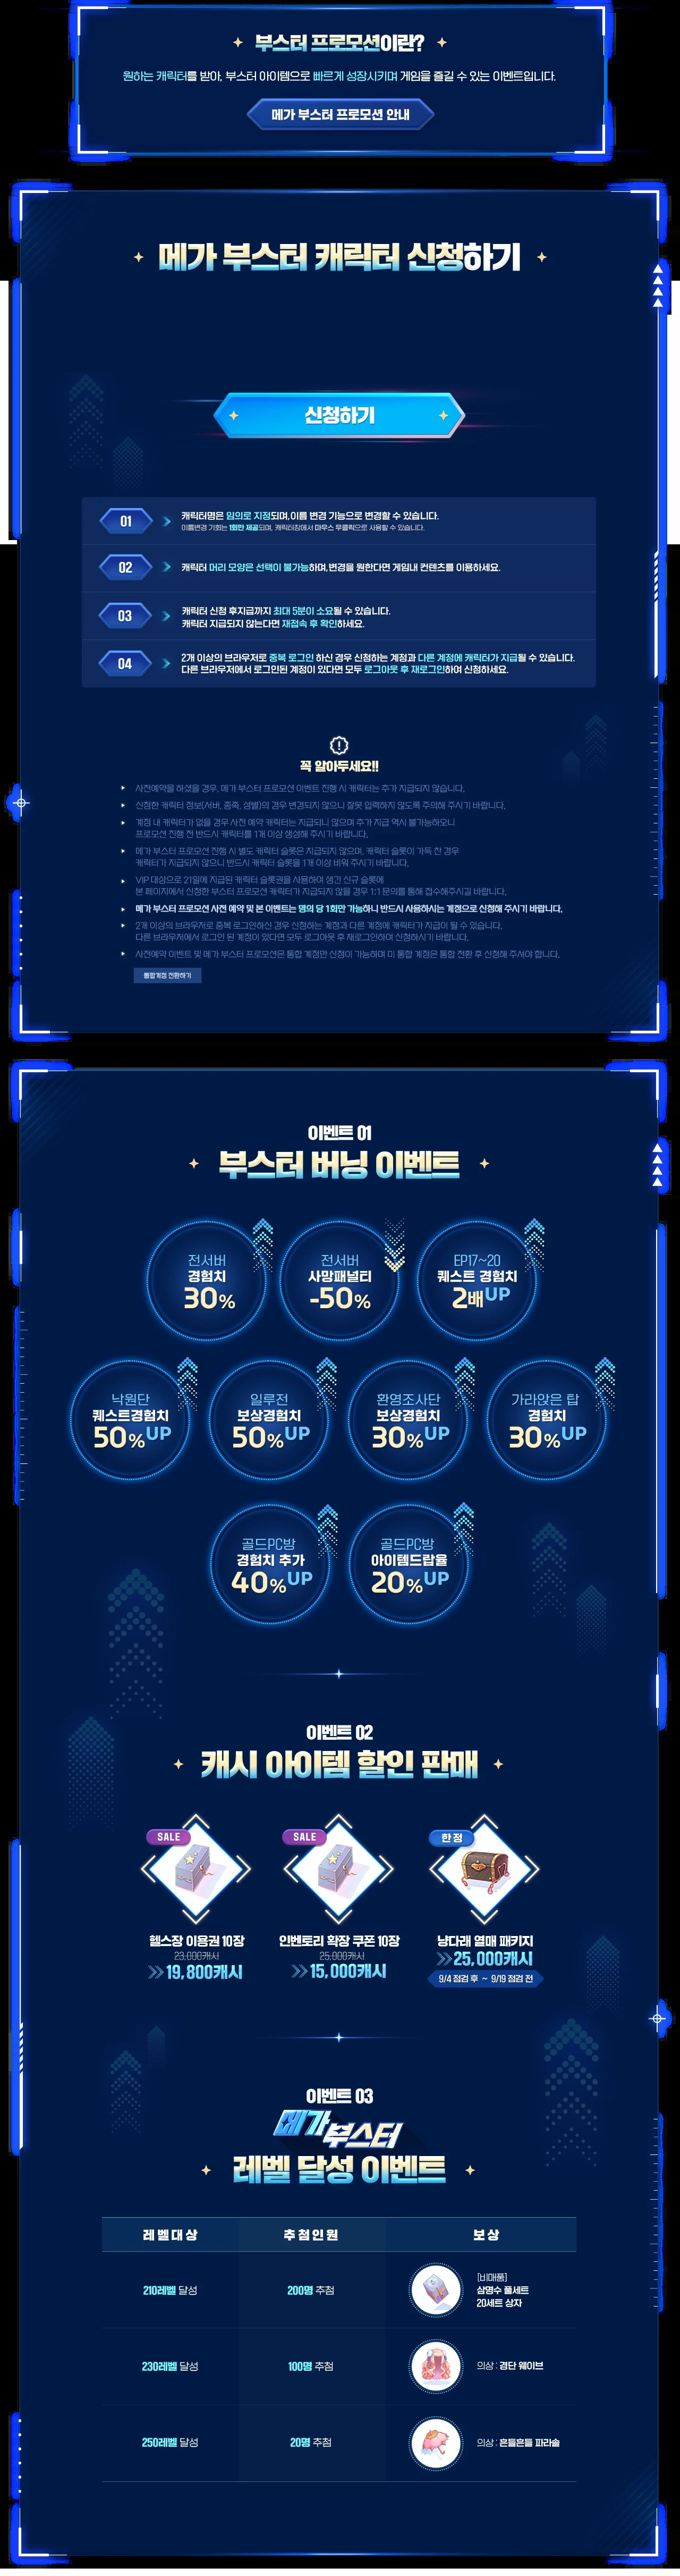 부스터 프로모션이란?
원하는 캐릭터를 받아, 부스터 아이템으로 빠르게 성장시키며 게임을 즐길 수 있는 이벤트입니다.
메가 부스터 프로모션 안내
메가 부스터 캐릭터 신청하기
신청하기
01
캐릭터명은 임의로 지정되며,이름 변경 기능으로 변경할 수 있습니다.
이름변경 기회는 1회만 제공되며, 캐릭터창에서 마우스 우클릭으로 사용할 수 있습니다.
02
캐릭터 머리 모양은 선택이 불가능하며,변경을 원한다면 게임내 컨텐츠를 이용하세요.
03
캐릭터 신청 후지급까지 최대 5분이 소요될 수 있습니다.
캐릭터 지급되지 않는다면 재접속 후 확인하세요.
04
2개 이상의 브라우저로 중복 로그인 하신 경우 신청하는 계정과 다른 계정에 캐릭터가 지급될 수 있습니다.
다른 브라우저에서 로그인된 계정이 있다면 모두 로그아웃 후 재로그인하여 신청하세요.
꼭 알아두세요!!
사전예약을 하셨을 경우, 메가 부스터 프로모션 이벤트 진행 시 캐릭터는 추가 지급되지 않습니다.
신청한 캐릭터 정보(서버, 종족, 성별)의 경우 변경되지 않으니 잘못 입력하지 않도록 주의해 주시기 바랍니다.
계정 내 캐릭터가 없을 경우 사전 예약 캐릭터는 지급되니 않으며 추가 지급 역시 불가능하오니
프로모션 진행 전 반드시 캐릭터를 1개 이상 생성해 주시기 바랍니다.
메가 부스터 프로모션 진행 시 별도 캐릭터 슬롯은 지급되지 않으며, 캐릭터 슬롯이 가득 찬 경우
캐릭터가 지급되지 않으니 반드시 캐릭터 슬롯을 1개 이상 비워 주시기 바랍니다.
VIP 대상으로 21일에 지급된 캐릭터 슬롯권을 사용하여 생긴 신규 슬롯에
본 페이지에서 신청한 부스터 프로모션 캐릭터가 지급되지 않을 경우 1:1 문의를 통해 접수해주시길 바랍니다.
메가 부스터 프로모션 사전 예약 및 본 이벤트는 명의 당 1회만 가능하니 반드시 사용하시는 계정으로 신청해 주시기 바랍니다.
2개 이상의 브라우저로 중복 로그인하신 경우 신청하는 계정과 다른 계정에 캐릭터가 지급이 될 수 있습니다.
다른 브라우저에서 로그인 된 계정이 있다면 모두 로그아웃 후 재로그인하여 신청하시기 바랍니다.
사전예약 이벤트 및 메가 부스터 프로모션은 통합 계정만 신청이 가능하며 미 통합 계정은 통합 전환 후 신청해 주셔야 합니다.
통합계정 전환하기
이벤트 01
부스터 버닝 이벤트
전서버
경험치
30%
전서버
사망패널티
-50%
EP17~20
퀘스트 경험치
2배UP
낙원단
퀘스트경험치
50%UP
일루전
보상경험치
50%UP
환영조사단
보상경험치
30%UP
가라앉은 탑
경험치
30%UP
골드PC방
경험치 추가
40%UP
골드PC방
아이템드랍율
20%UP
이벤트 02
캐시 아이템 할인 판매
SALE
헬스장 이용권 10장
23,000캐시
19,800캐시
SALE
인벤토리 확장 쿠폰 10장
25,000캐시
15,000캐시
한정
냥다래 열매 패키지
25,000캐시
9/4 점검 후 ~ 9/19 점검 전
이벤트 03
메가 부스터
레벨 달성 이벤트
레벨대상 추첨인원 보상
210레벨 달성 200명 추첨
[비매품]
삼명수 풀세트
20세트 상자
230레벨 달성 100명 추첨 의상 : 경단 웨이브
250레벨 달성 20명 추첨 의상 : 흔들흔들 파라솔